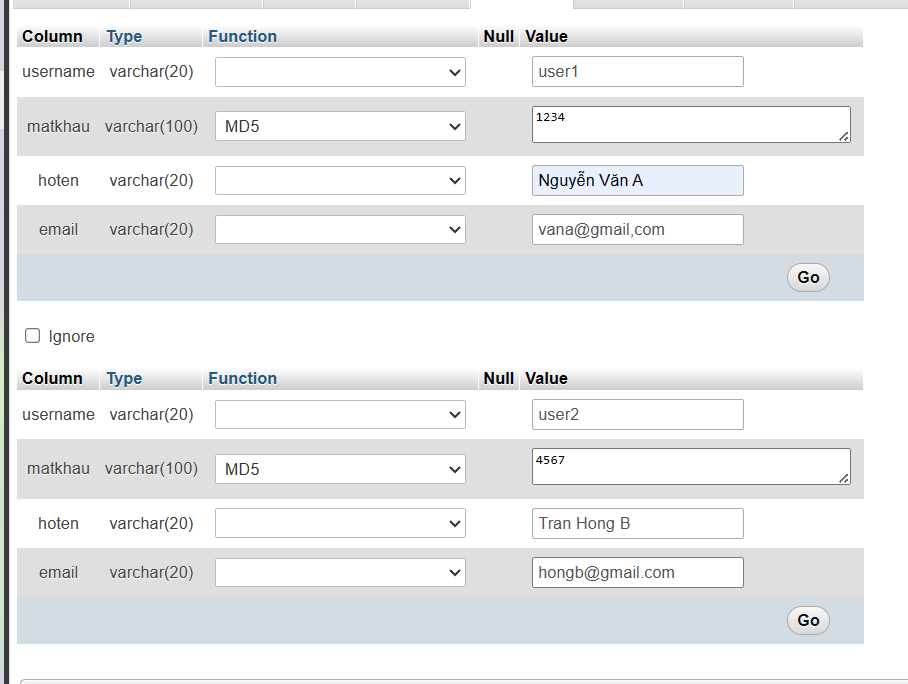 Column Type Function Null Value
username varchar(20) user1
matkhau varchar(100) MD5 1234
hoten varchar(20) Nguyễn Văn A
email varchar(20) vana@gmail,com
Go
Ignore
Column Type Function Null Value
username varchar(20) user2
matkhau varchar(100) MD5 4567
hoten varchar(20) Tran Hong B
email varchar(20) hongb@gmail.com
Go